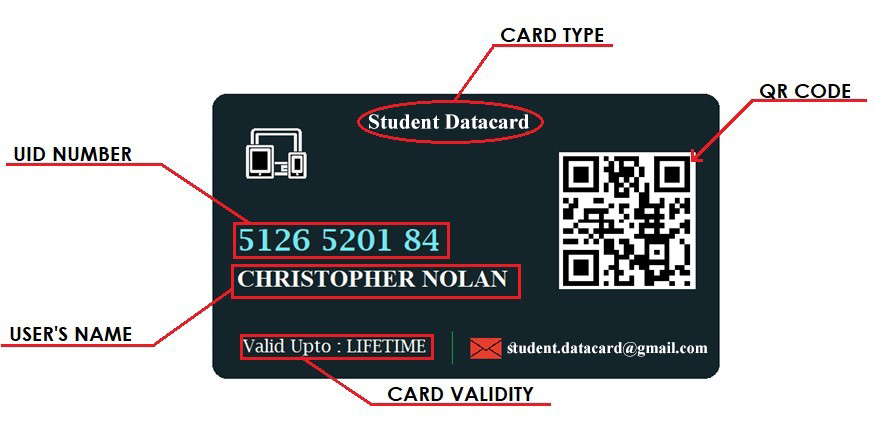 CARD TYPE
QR CODE
Student Datacard
UID NUMBER
5126 5201 84
CHRISTOPHER NOLAN
USER'S NAME
Valid Upto : LIFETIME
student.datacard@gmail.com
CARD VALIDITY